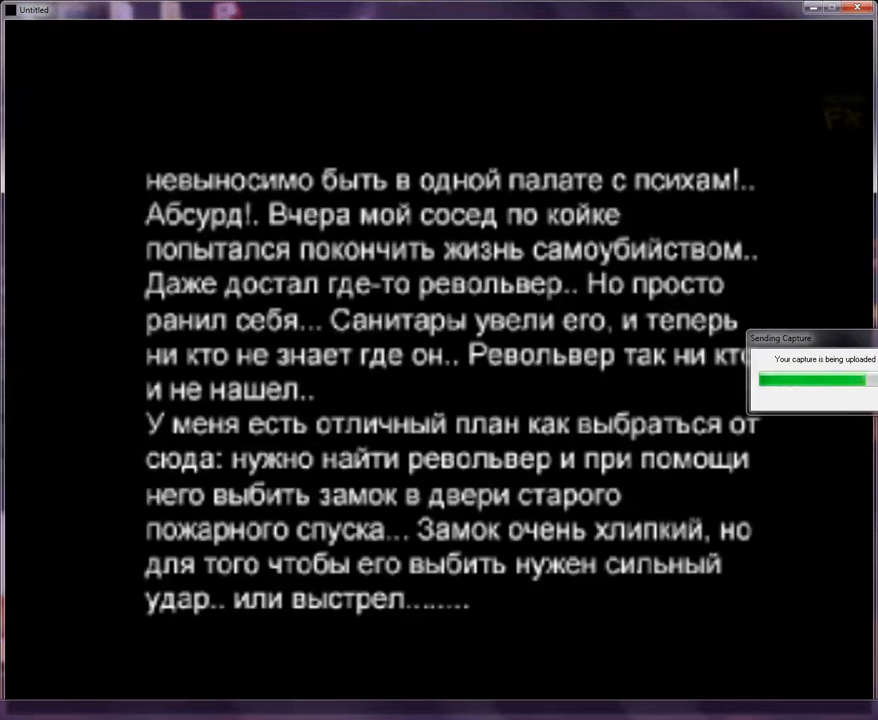 Untitled
Fx
невыносимо быть в одной палате с психам!..
Абсурд!. Вчера мой сосед по койке
попытался покончить жизнь самоубийством..
Даже достал где-то револьвер.. Но просто
ранил себя... Санитары увели его, и теперь
ни кто не знает где он.. Револьвер так ни кто
и не нашел..
У меня есть отличный план как выбраться от
сюда: нужно найти револьвер и при помощи
него выбить замок в двери старого
пожарного спуска... Замок очень хлипкий, но
для того чтобы его выбить нужен сильный
удар.. или выстрел........
Sending Capture
Your capture is being uploaded